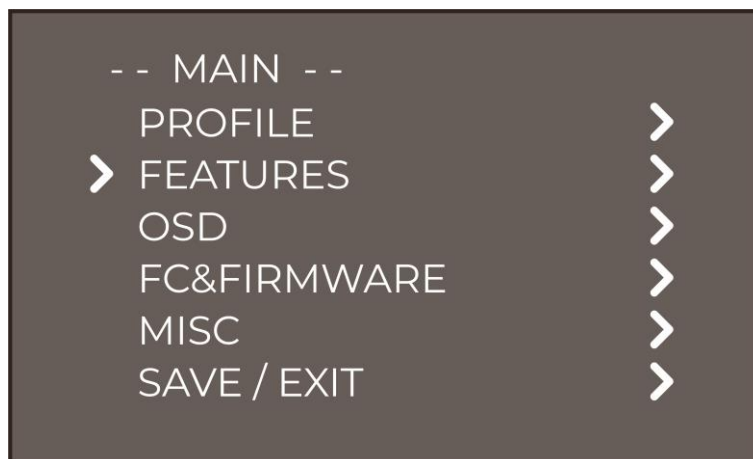 -- MAIN --
PROFILE
FEATURES
OSD
FC&FIRMWARE
MISC
SAVE / EXIT